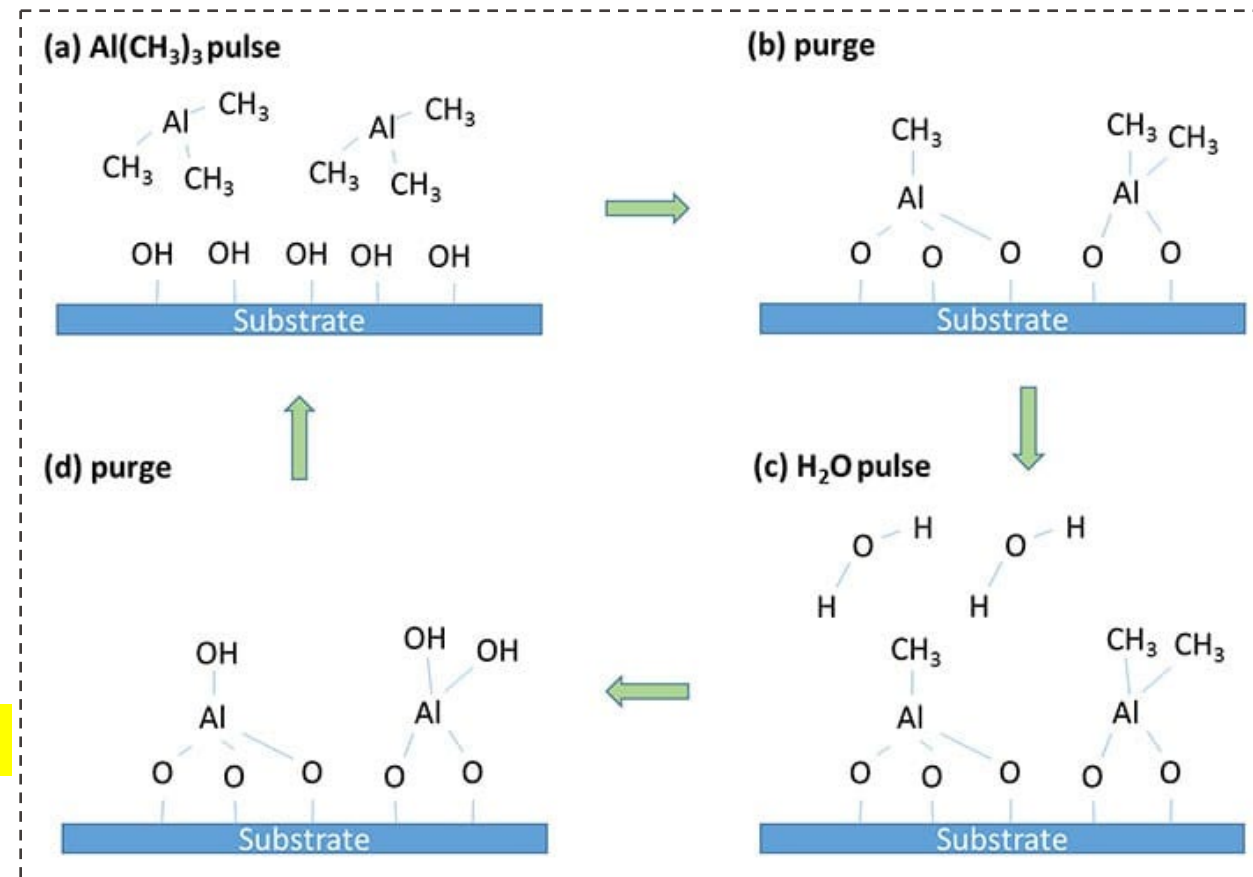 (a) Al(CH₃)₃ pulse
Al CH₃ Al CH₃
CH₃ CH₃ CH₃ CH₃
OH OH OH OH OH
Substrate
(b) purge
CH₃ CH₃ CH₃
Al Al
O O O O O
Substrate
(d) purge
OH OH OH
Al Al
O O O O O
Substrate
(c) H₂O pulse
O H O H
H H
CH₃ CH₃ CH₃
Al Al
O O O O O
Substrate